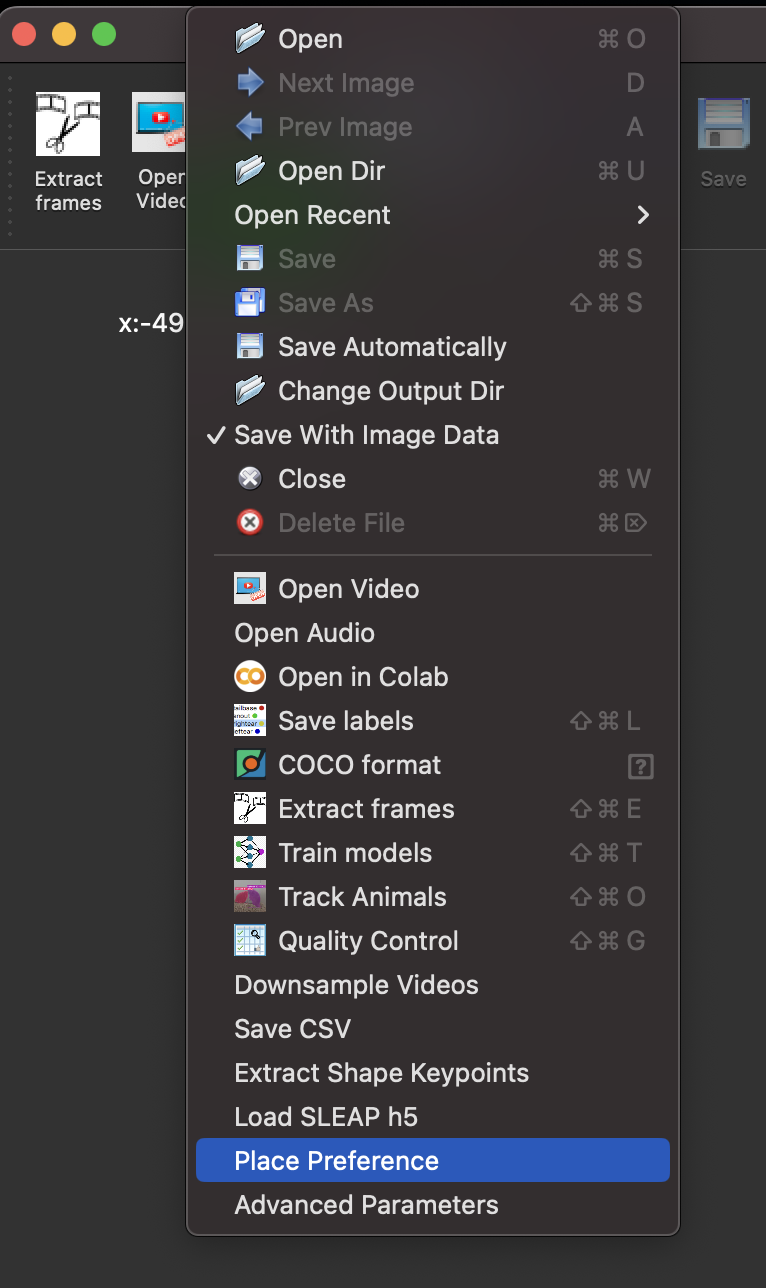 Open ⌘ O
Next Image D
Prev Image A
Open Dir ⌘ U
Open Recent
Save ⌘ S
Save As ⇧ ⌘ S
Save Automatically
Change Output Dir
Save With Image Data
Close ⌘ W
Delete File ⌘ ⌦
Open Video
Open Audio
Open in Colab
Save labels ⇧ ⌘ L
COCO format ?
Extract frames ⇧ ⌘ E
Train models ⇧ ⌘ T
Track Animals ⇧ ⌘ O
Quality Control ⇧ ⌘ G
Downsample Videos
Save CSV
Extract Shape Keypoints
Load SLEAP h5
Place Preference
Advanced Parameters
Extract
frames
Save
x:-49